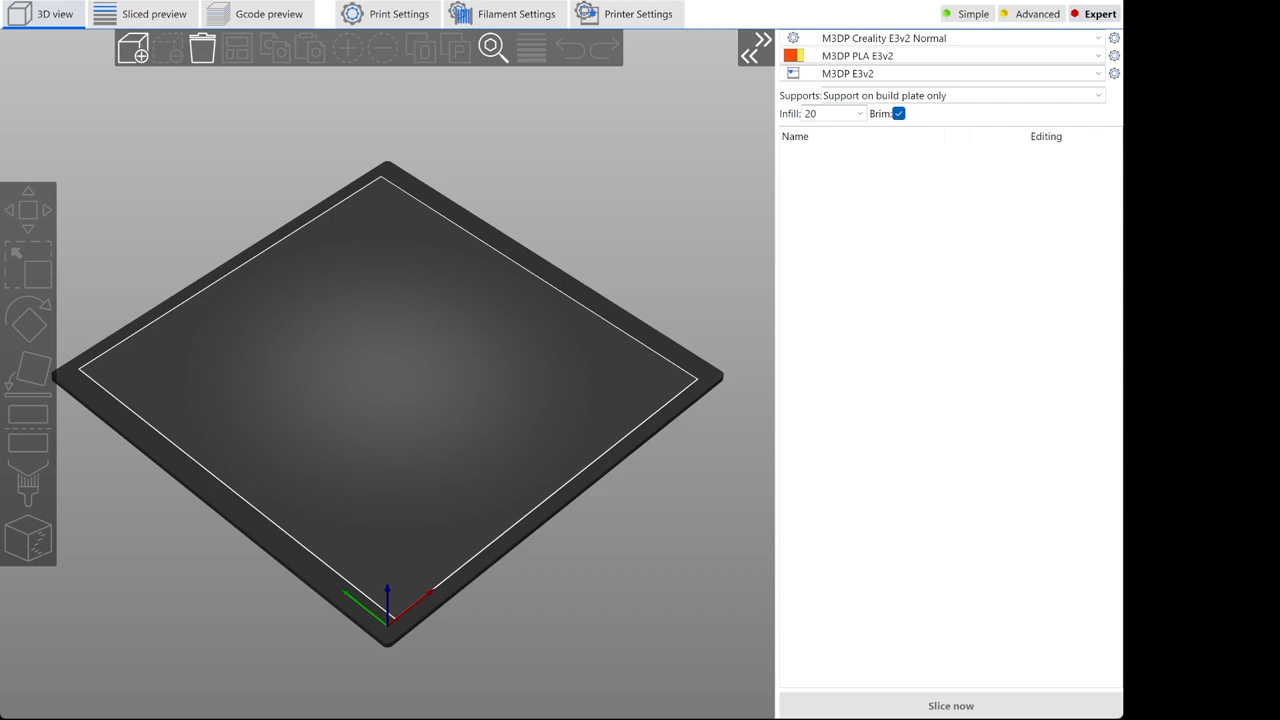 3D view
Sliced preview
Gcode preview
Print Settings
Filament Settings
Printer Settings
Simple
Advanced
Expert
M3DP Creality E3v2 Normal
M3DP PLA E3v2
M3DP E3v2
Supports: Support on build plate only
Infill: 20 Brim:
Name Editing
Slice now